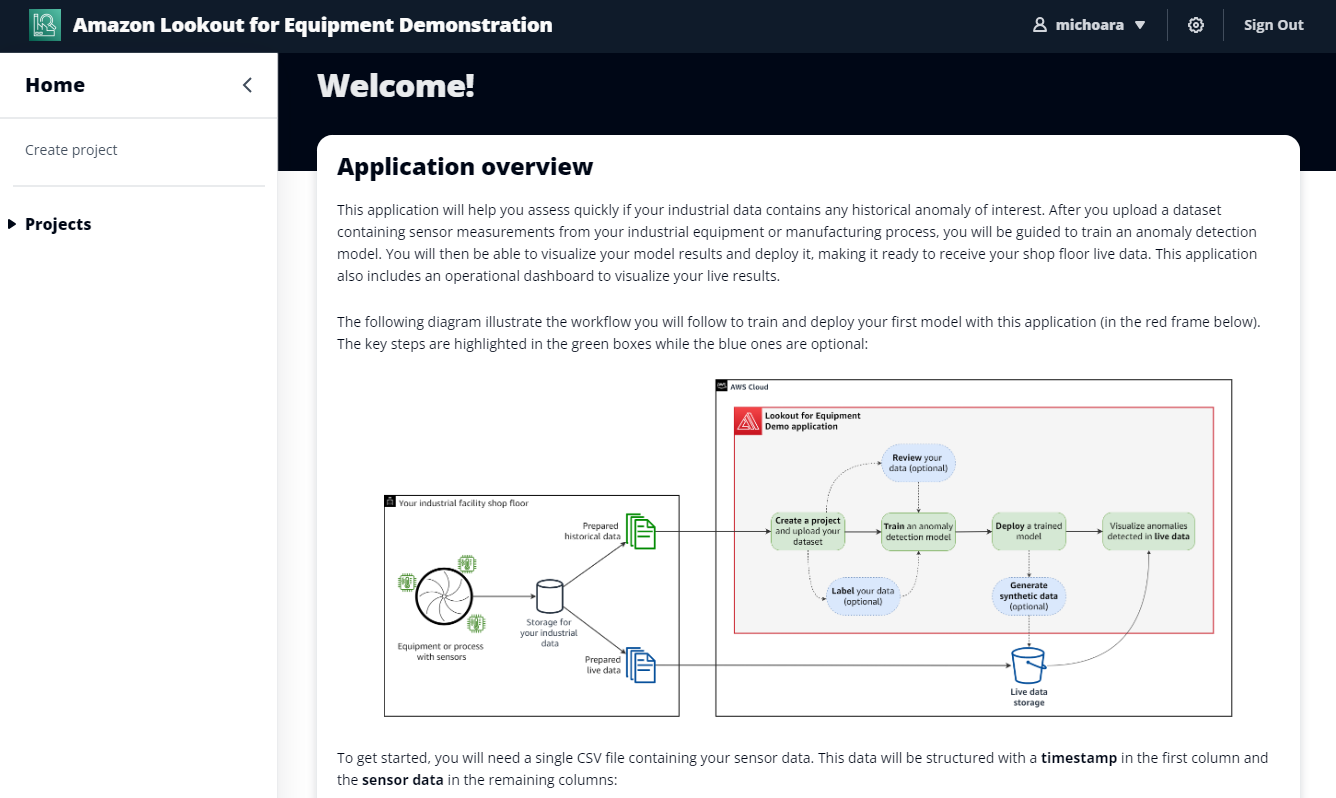 Amazon Lookout for Equipment Demonstration
michoara
Sign Out
Home
Create project
Projects
Welcome!
Application overview
This application will help you assess quickly if your industrial data contains any historical anomaly of interest. After you upload a dataset
containing sensor measurements from your industrial equipment or manufacturing process, you will be guided to train an anomaly detection
model. You will then be able to visualize your model results and deploy it, making it ready to receive your shop floor live data. This application
also includes an operational dashboard to visualize your live results.
The following diagram illustrate the workflow you will follow to train and deploy your first model with this application (in the red frame below).
The key steps are highlighted in the green boxes while the blue ones are optional:
aws
AWS Cloud
Lookout for Equipment
Demo application
Review your
data (optional)
Your industrial facility shop floor
Prepared
historical data
Create a project
and upload your
dataset
Train an anomaly
detection model
Deploy a trained
model
Visualize anomalies
detected in live data
Label your data
(optional)
Generate
synthetic data
(optional)
Storage for
your industrial
data
Equipment or process
with sensors
Prepared
live data
Live data
storage
To get started, you will need a single CSV file containing your sensor data. This data will be structured with a timestamp in the first column and
the sensor data in the remaining columns: